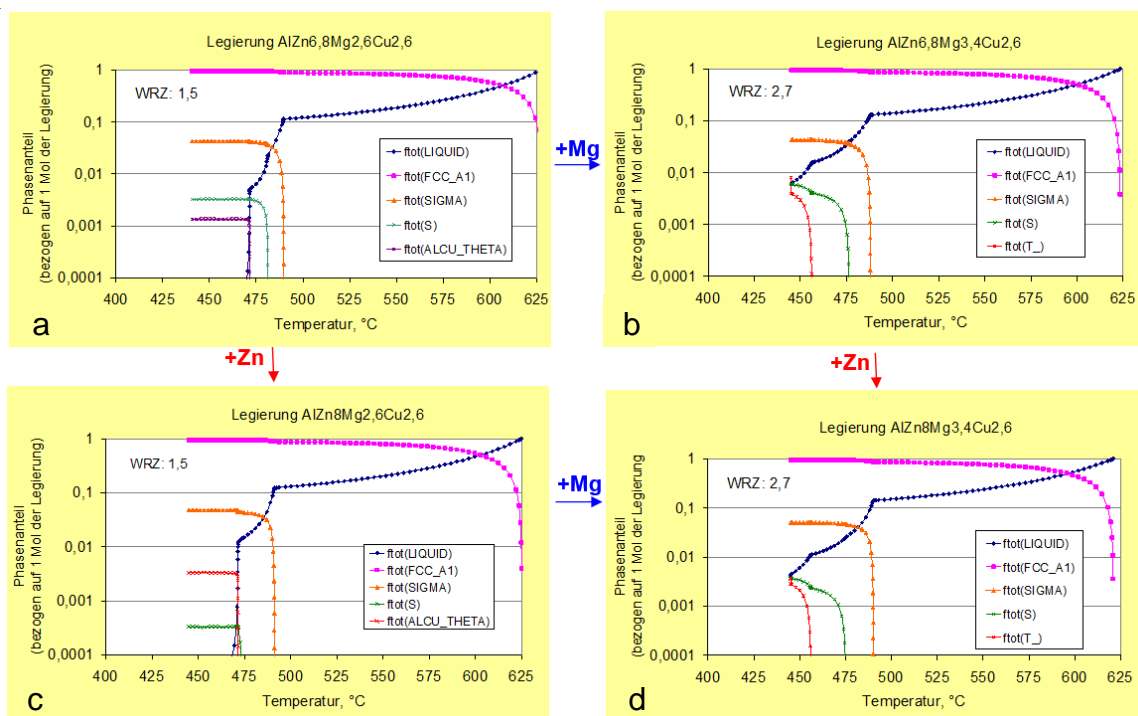 Legierung AlZn6,8Mg2,6Cu2,6
Phasenanteil
(bezogen auf 1 Mol der Legierung)
1
0,1
0,01
0,001
0,0001
WRZ: 1,5
ftot(LIQUID)
ftot(FCC_A1)
ftot(SIGMA)
ftot(S)
ftot(ALCU_THETA)
400 425 450 475 500 525 550 575 600 625
Temperatur, °C
a
+Mg
Legierung AlZn6,8Mg3,4Cu2,6
Phasenanteil
(bezogen auf 1 Mol der Legierung)
1
0,1
0,01
0,001
0,0001
WRZ: 2,7
ftot(LIQUID)
ftot(FCC_A1)
ftot(SIGMA)
ftot(S)
ftot(T_)
400 425 450 475 500 525 550 575 600 625
Temperatur, °C
b
+Zn
+Zn
Legierung AlZn8Mg2,6Cu2,6
Phasenanteil
(bezogen auf 1 Mol der Legierung)
1
0,1
0,01
0,001
0,0001
WRZ: 1,5
ftot(LIQUID)
ftot(FCC_A1)
ftot(SIGMA)
ftot(S)
ftot(ALCU_THETA)
400 425 450 475 500 525 550 575 600 625
Temperatur, °C
c
+Mg
Legierung AlZn8Mg3,4Cu2,6
Phasenanteil
(bezogen auf 1 Mol der Legierung)
1
0,1
0,01
0,001
0,0001
WRZ: 2,7
ftot(LIQUID)
ftot(FCC_A1)
ftot(SIGMA)
ftot(S)
ftot(T_)
400 425 450 475 500 525 550 575 600 625
Temperatur, °C
d